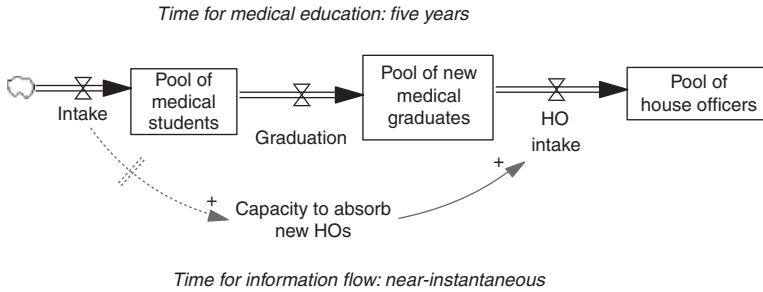 Time for medical education: five years
Pool of
medical
students
Pool of new
medical
graduates
Pool of
house officers
Intake
Graduation
HO
intake
+
+
Capacity to absorb
new HOs
Time for information flow: near-instantaneous